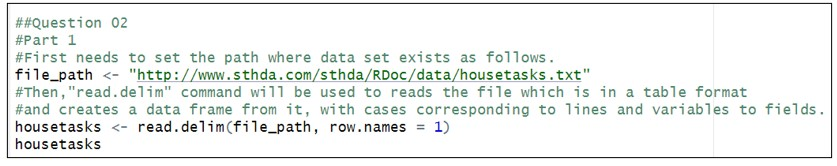 ##Question 02
#Part 1
#First needs to set the path where data set exists as follows.
file_path <- "http://www.sthda.com/sthda/RDoc/data/housetasks.txt"
#Then,"read.delim" command will be used to reads the file which is in a table format
#and creates a data frame from it, with cases corresponding to lines and variables to fields.
housetasks <- read.delim(file_path, row.names = 1)
housetasks